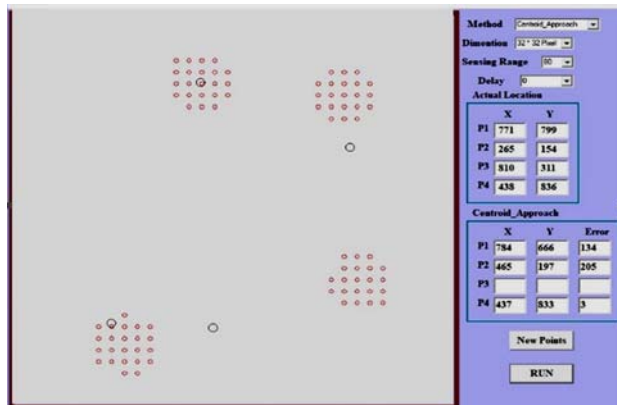 Method Centroid_Approach
Dimention 32 * 32 Pixel
Sensing Range 80
Delay 0
Actual Location
X Y
P1 771 799
P2 265 154
P3 810 311
P4 438 836
Centroid_Approach
X Y Error
P1 784 666 134
P2 465 197 205
P3
P4 437 833 3
New Points
RUN